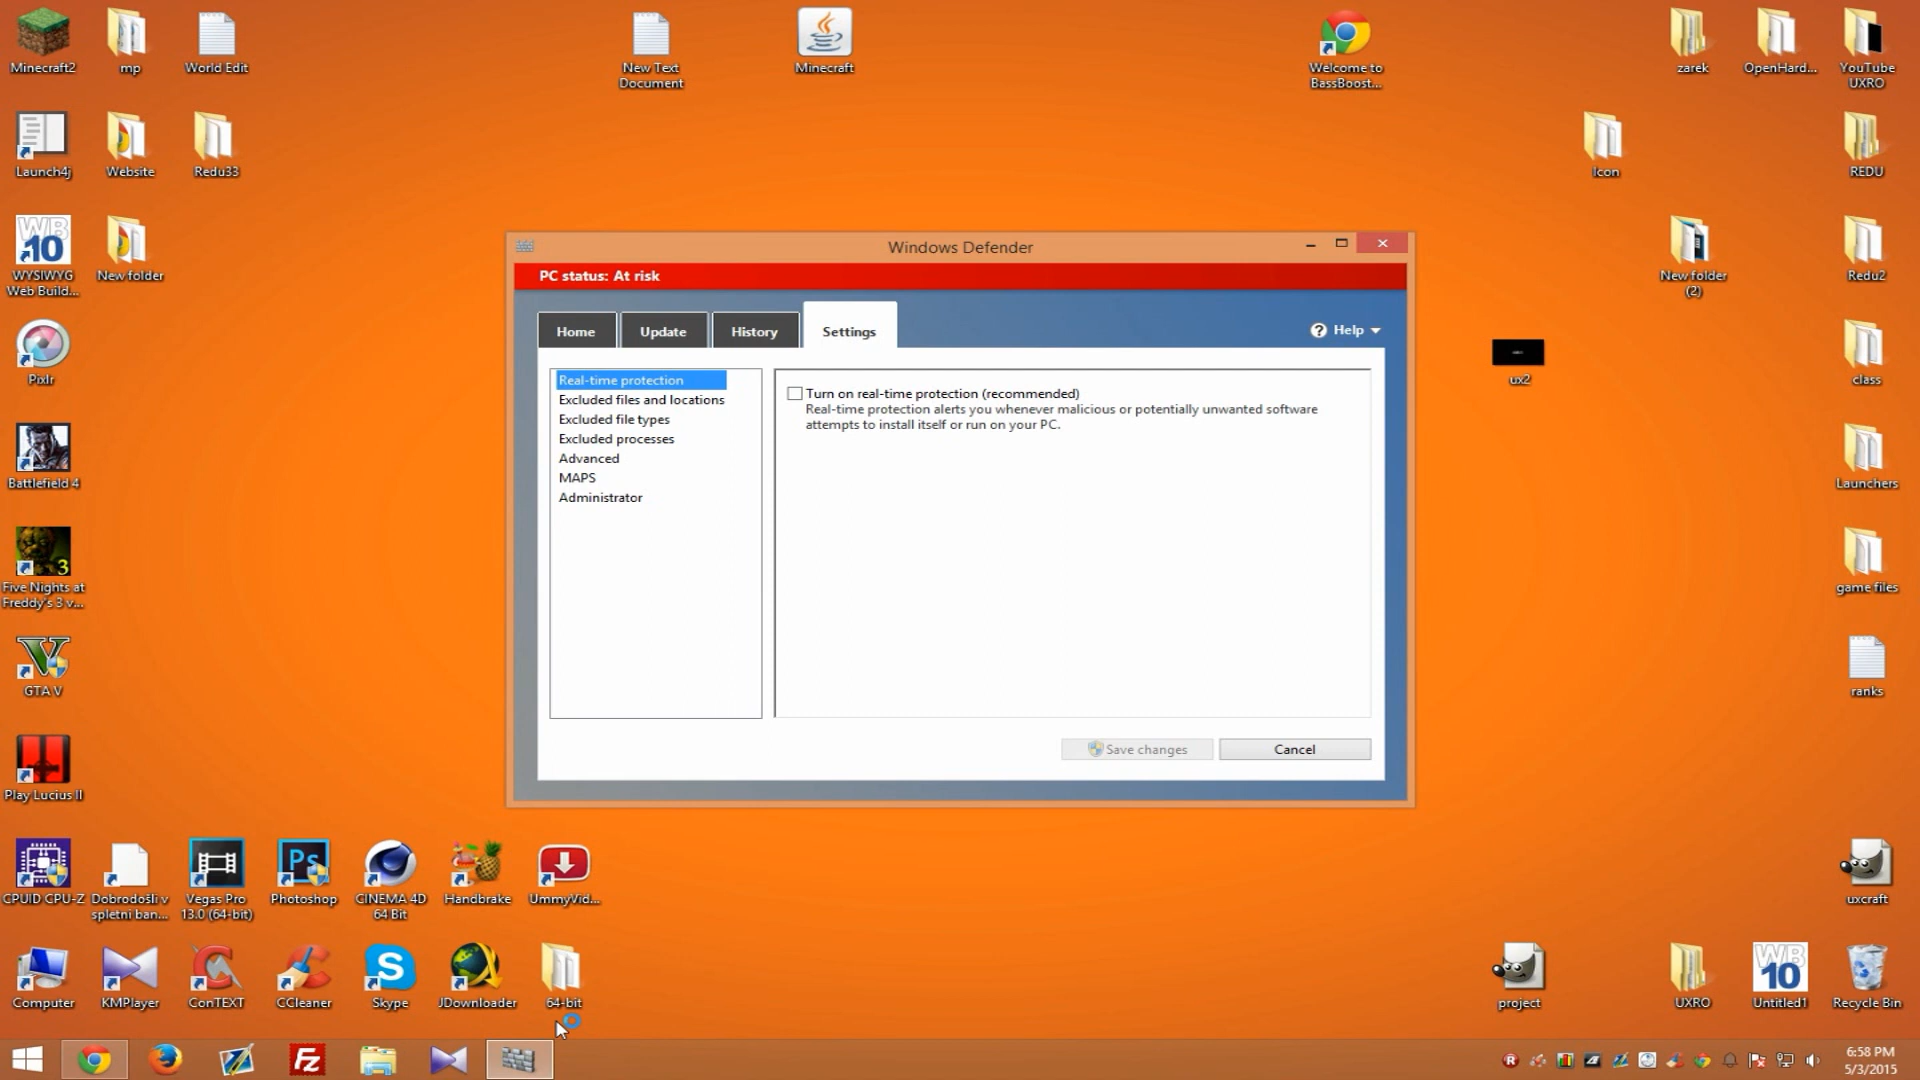 Minecraft2
mp
World Edit
New Text
Document
Minecraft
Welcome to
BassBoost...
zarek
OpenHard...
YouTube
UXRO
Launch4j
Website
Redu33
Icon
REDU
WB
10
WYSIWYG
Web Build...
New folder
New folder
(2)
Redu2
Windows Defender
PC status: At risk
Home
Update
History
Settings
? Help
Real-time protection
Excluded files and locations
Excluded file types
Excluded processes
Advanced
MAPS
Administrator
Turn on real-time protection (recommended)
Real-time protection alerts you whenever malicious or potentially unwanted software
attempts to install itself or run on your PC.
Save changes
Cancel
Pixlr
ux2
class
Battlefield 4
Launchers
3
Five Nights at
Freddy's 3 v...
game files
V
GTA V
ranks
Play Lucius II
CPUID CPU-Z
Dobrodošli v
spletni ban...
Vegas Pro
13.0 (64-bit)
Ps
Photoshop
CINEMA 4D
64 Bit
Handbrake
UmmyVid...
uxcraft
Computer
KMPlayer
ConTEXT
CCleaner
S
Skype
JDownloader
64-bit
project
UXRO
WB
10
Untitled1
Recycle Bin
Fz
R
6:58 PM
5/3/2015